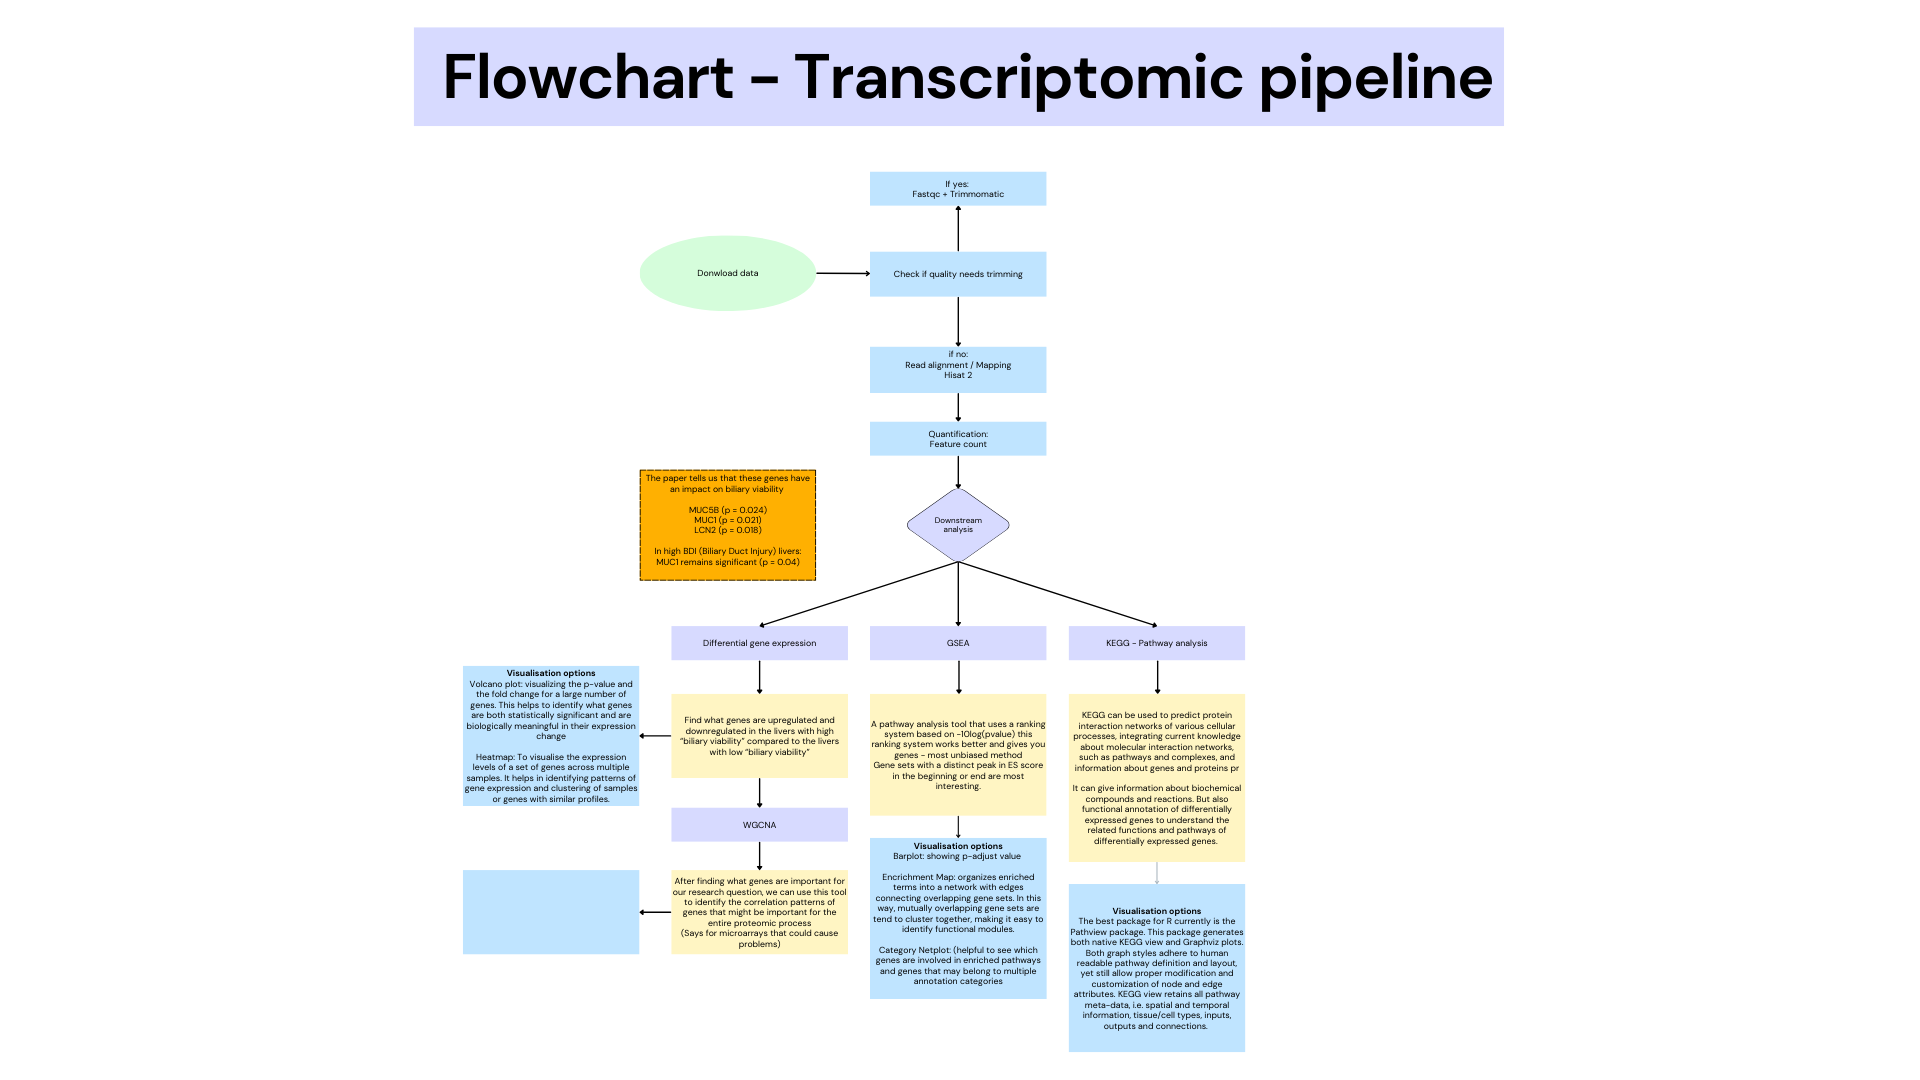 Flowchart - Transcriptomic pipeline
If yes:
Fastqc + Trimmomatic
Donwload data
Check if quality needs trimming
if no:
Read alignment / Mapping
Hisat 2
Quantification:
Feature count
The paper tells us that these genes have
an impact on biliary viability
MUC5B (p = 0.024)
MUC1 (p = 0.021)
LCN2 (p = 0.018)
In high BDI (Biliary Duct Injury) livers:
MUC1 remains significant (p = 0.04)
Downstream
analysis
Differential gene expression
GSEA
KEGG - Pathway analysis
Visualisation options
Volcano plot: visualizing the p-value and
the fold change for a large number of
genes. This helps to identify what genes
are both statistically significant and are
biologically meaningful in their expression
change
Heatmap: To visualise the expression
levels of a set of genes across multiple
samples. It helps in identifying patterns of
gene expression and clustering of samples
or genes with similar profiles.
Find what genes are upregulated and
downregulated in the livers with high
“biliary viability” compared to the livers
with low “biliary viability”
A pathway analysis tool that uses a ranking
system based on -10log(pvalue) this
ranking system works better and gives you
genes - most unbiased method
Gene sets with a distinct peak in ES score
in the beginning or end are most
interesting.
KEGG can be used to predict protein
interaction networks of various cellular
processes, integrating current knowledge
about molecular interaction networks,
such as pathways and complexes, and
information about genes and proteins pr
It can give information about biochemical
compounds and reactions. But also
functional annotation of differentially
expressed genes to understand the
related functions and pathways of
differentially expressed genes.
WGCNA
After finding what genes are important for
our research question, we can use this tool
to identify the correlation patterns of
genes that might be important for the
entire proteomic process
(Says for microarrays that could cause
problems)
Visualisation options
Barplot: showing p-adjust value
Encrichment Map: organizes enriched
terms into a network with edges
connecting overlapping gene sets. In this
way, mutually overlapping gene sets are
tend to cluster together, making it easy to
identify functional modules.
Category Netplot: (helpful to see which
genes are involved in enriched pathways
and genes that may belong to multiple
annotation categories
Visualisation options
The best package for R currently is the
Pathview package. This package generates
both native KEGG view and Graphviz plots.
Both graph styles adhere to human
readable pathway definition and layout,
yet still allow proper modification and
customization of node and edge
attributes. KEGG view retains all pathway
meta-data, i.e. spatial and temporal
information, tissue/cell types, inputs,
outputs and connections.